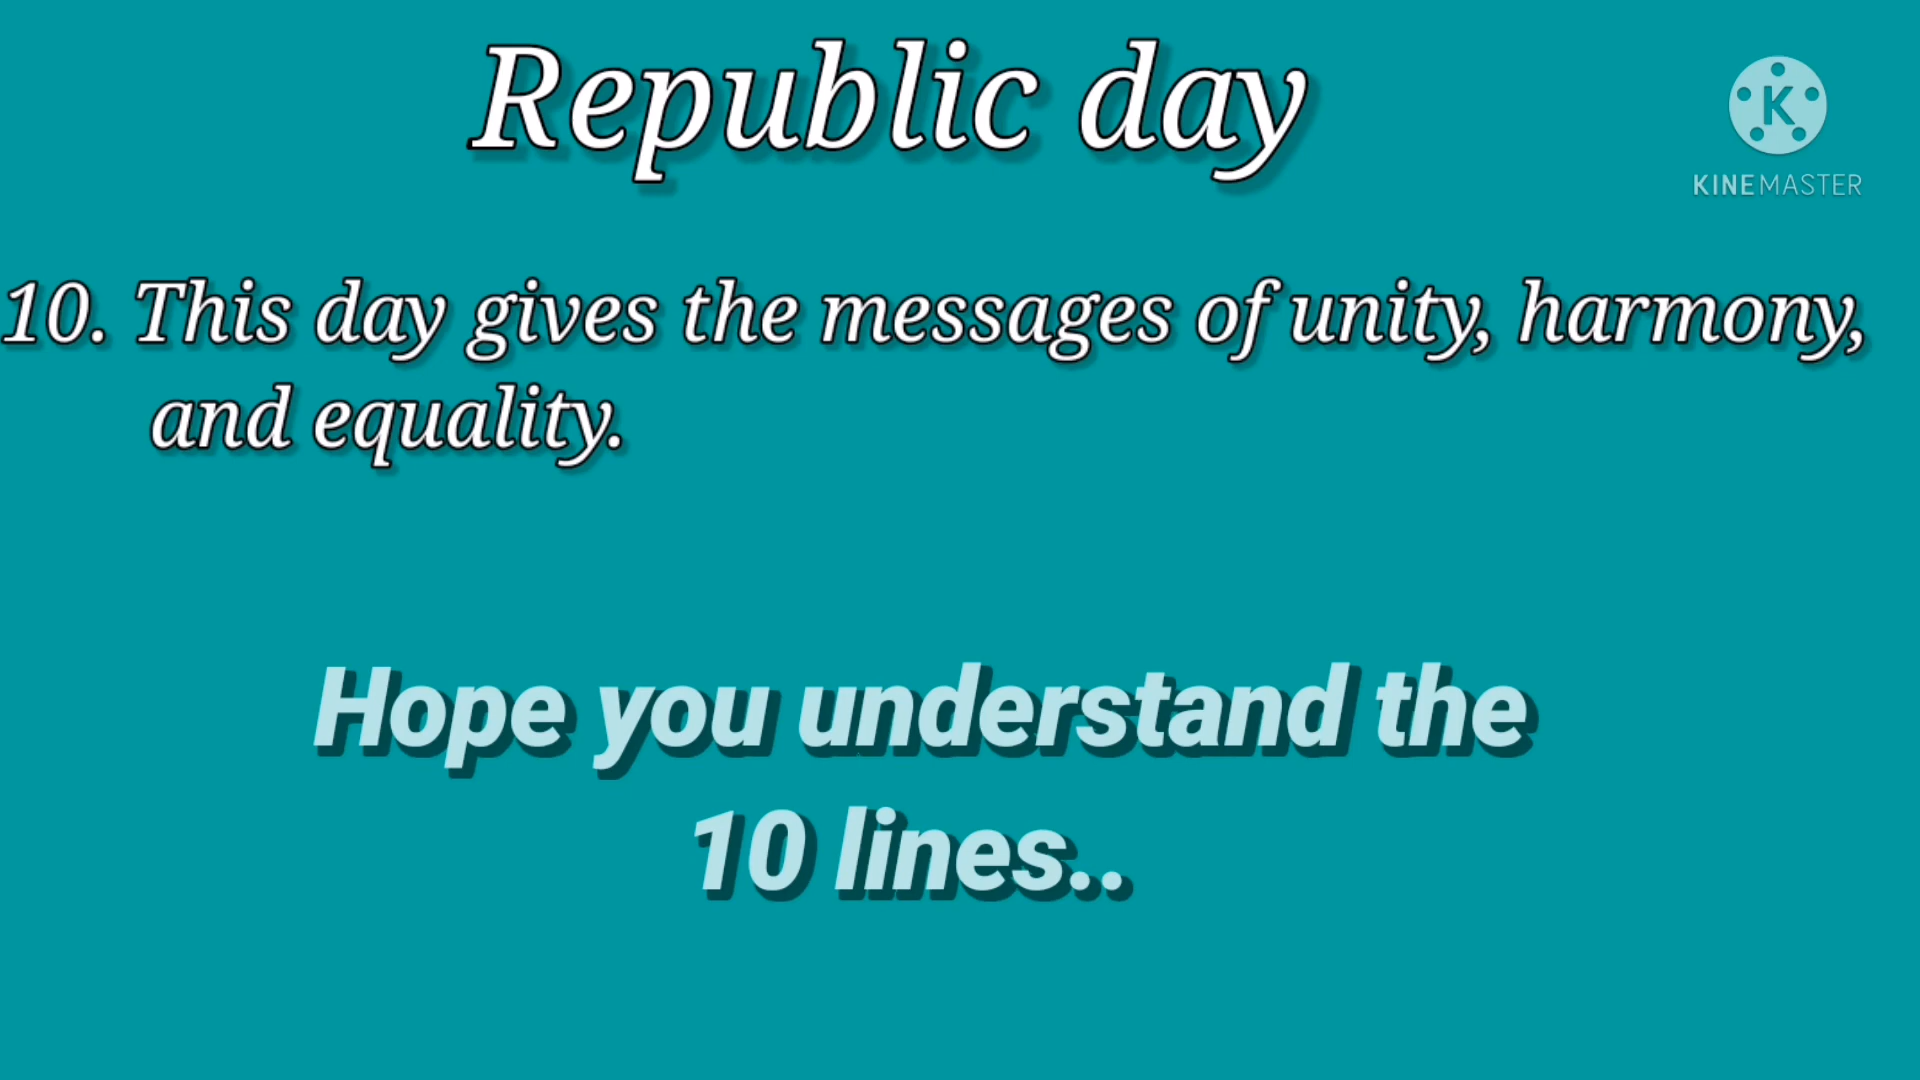 Republic day
K
KINEMASTER
10. This day gives the messages of unity, harmony,
and equality.
Hope you understand the
10 lines..